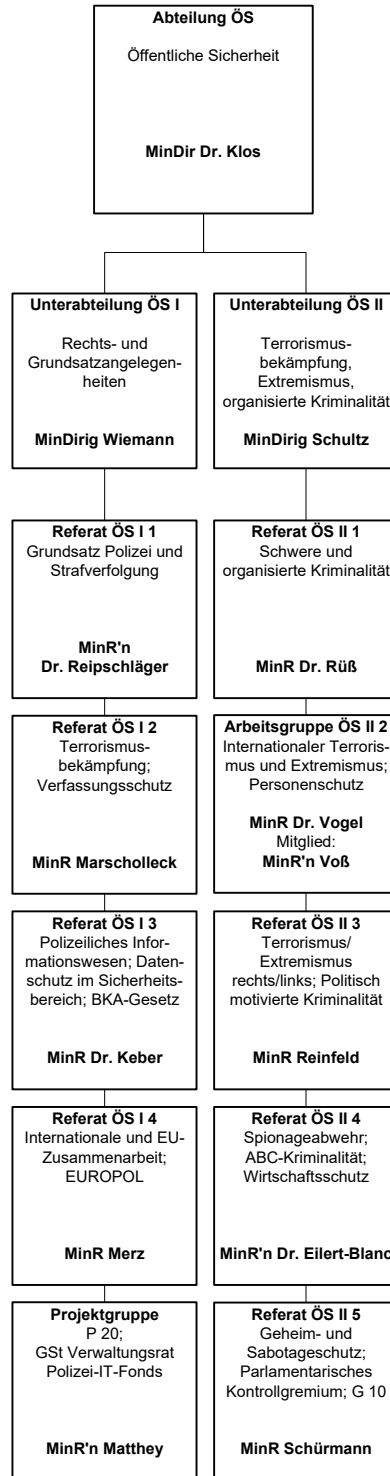 Abteilung ÖS
Öffentliche Sicherheit
MinDir Dr. Klos
Unterabteilung ÖS I
Rechts- und
Grundsatzangelegen-
heiten
MinDirig Wiemann
Referat ÖS I 1
Grundsatz Polizei und
Strafverfolgung
MinR'n
Dr. Reipschläger
Referat ÖS I 2
Terrorismus-
bekämpfung;
Verfassungsschutz
MinR Marscholleck
Referat ÖS I 3
Polizeiliches Infor-
mationswesen; Daten-
schutz im Sicherheits-
bereich; BKA-Gesetz
MinR Dr. Keber
Referat ÖS I 4
Internationale und EU-
Zusammenarbeit;
EUROPOL
MinR Merz
Projektgruppe
P 20;
GSt Verwaltungsrat
Polizei-IT-Fonds
MinR'n Matthey
Unterabteilung ÖS II
Terrorismus-
bekämpfung,
Extremismus,
organisierte Kriminalität
MinDirig Schultz
Referat ÖS II 1
Schwere und
organisierte Kriminalität
MinR Dr. Rüß
Arbeitsgruppe ÖS II 2
Internationaler Terroris-
mus und Extremismus;
Personenschutz
MinR Dr. Vogel
Mitglied:
MinR'n Voß
Referat ÖS II 3
Terrorismus/
Extremismus
rechts/links; Politisch
motivierte Kriminalität
MinR Reinfeld
Referat ÖS II 4
Spionageabwehr;
ABC-Kriminalität;
Wirtschaftsschutz
MinR'n Dr. Eilert-Blanc
Referat ÖS II 5
Geheim- und
Sabotageschutz;
Parlamentarisches
Kontrollgremium; G 10
MinR Schürmann